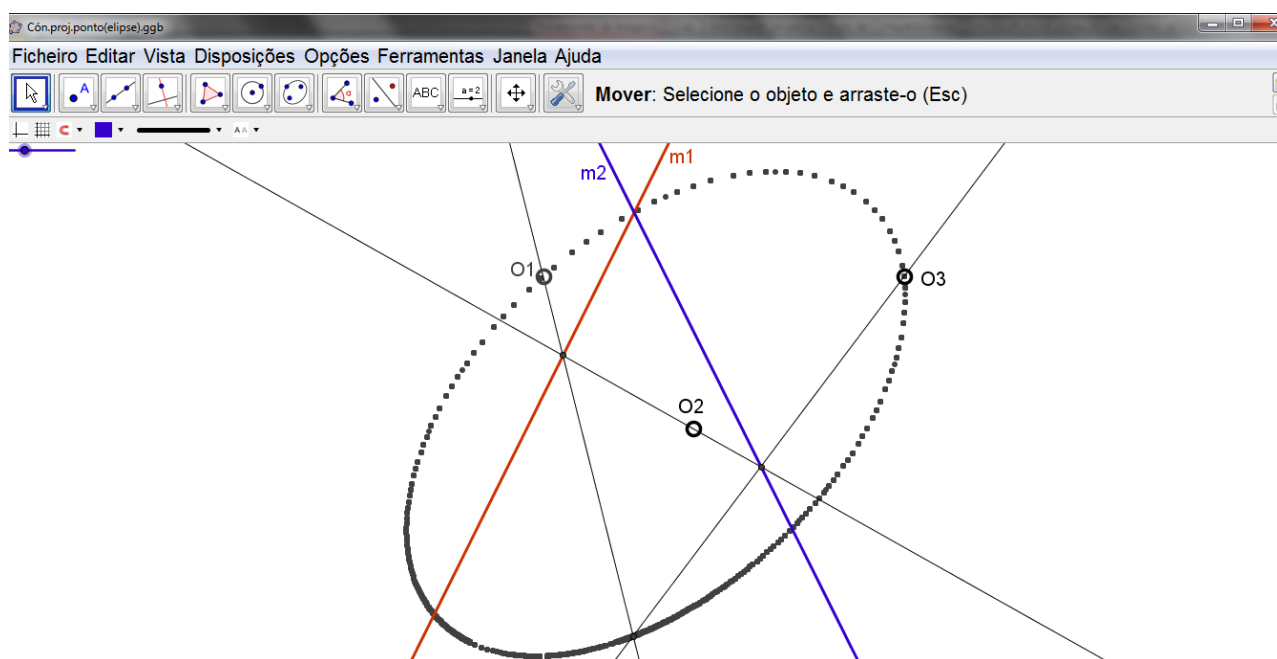 Cón.proj.ponto(elipse).ggb
Ficheiro Editar Vista Disposições Opções Ferramentas Janela Ajuda
A
α
ABC
a=2
Mover: Selecione o objeto e arraste-o (Esc)
A A
m1
m2
O1
O3
O2